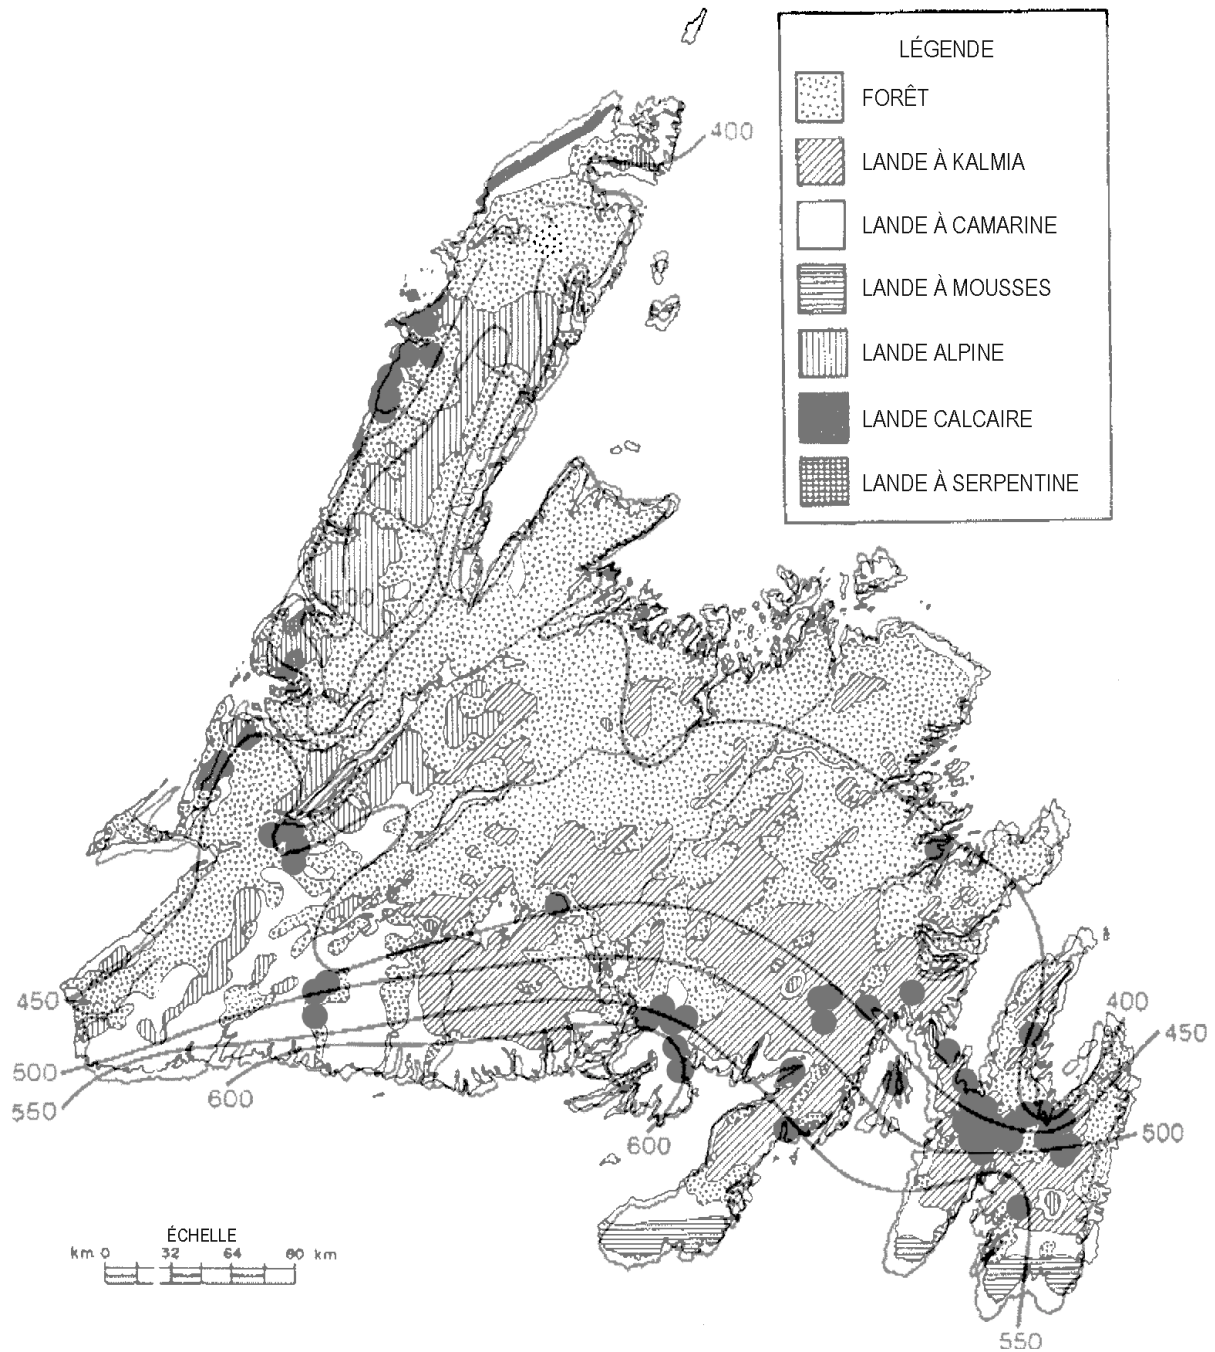 LÉGENDE
FORÊT
LANDE À KALMIA
LANDE À CAMARINE
LANDE À MOUSSES
LANDE ALPINE
LANDE CALCAIRE
LANDE À SERPENTINE
400
450
500
550
600
600
400
450
500
550
ÉCHELLE
km 0 32 64 80 km